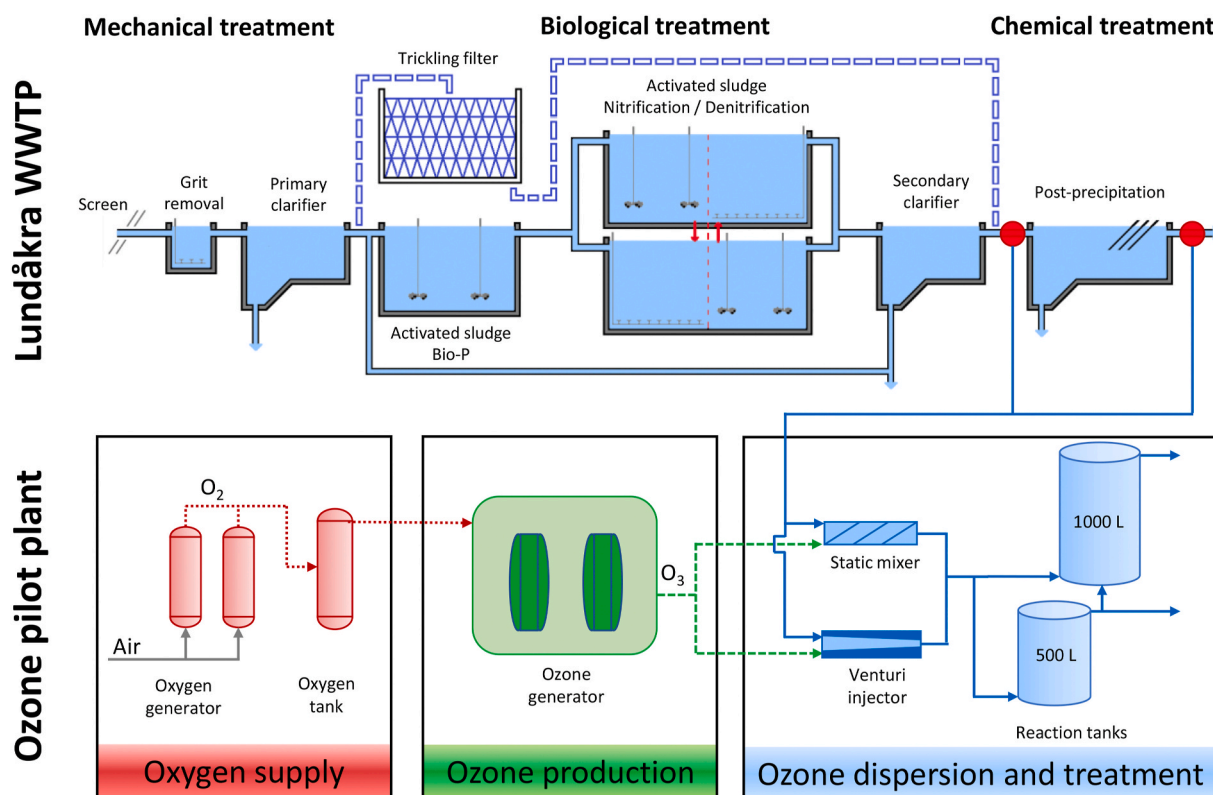 Mechanical treatment
Biological treatment
Chemical treatment
Lundåkra WWTP
Trickling filter
Activated sludge
Nitrification / Denitrification
Screen
Grit
removal
Primary
clarifier
Secondary
clarifier
Post-precipitation
Activated sludge
Bio-P
Ozone pilot plant
O2
Air
Oxygen
generator
Oxygen
tank
Oxygen supply
O3
Ozone
generator
Ozone production
Static mixer
Venturi
injector
1000 L
500 L
Reaction tanks
Ozone dispersion and treatment